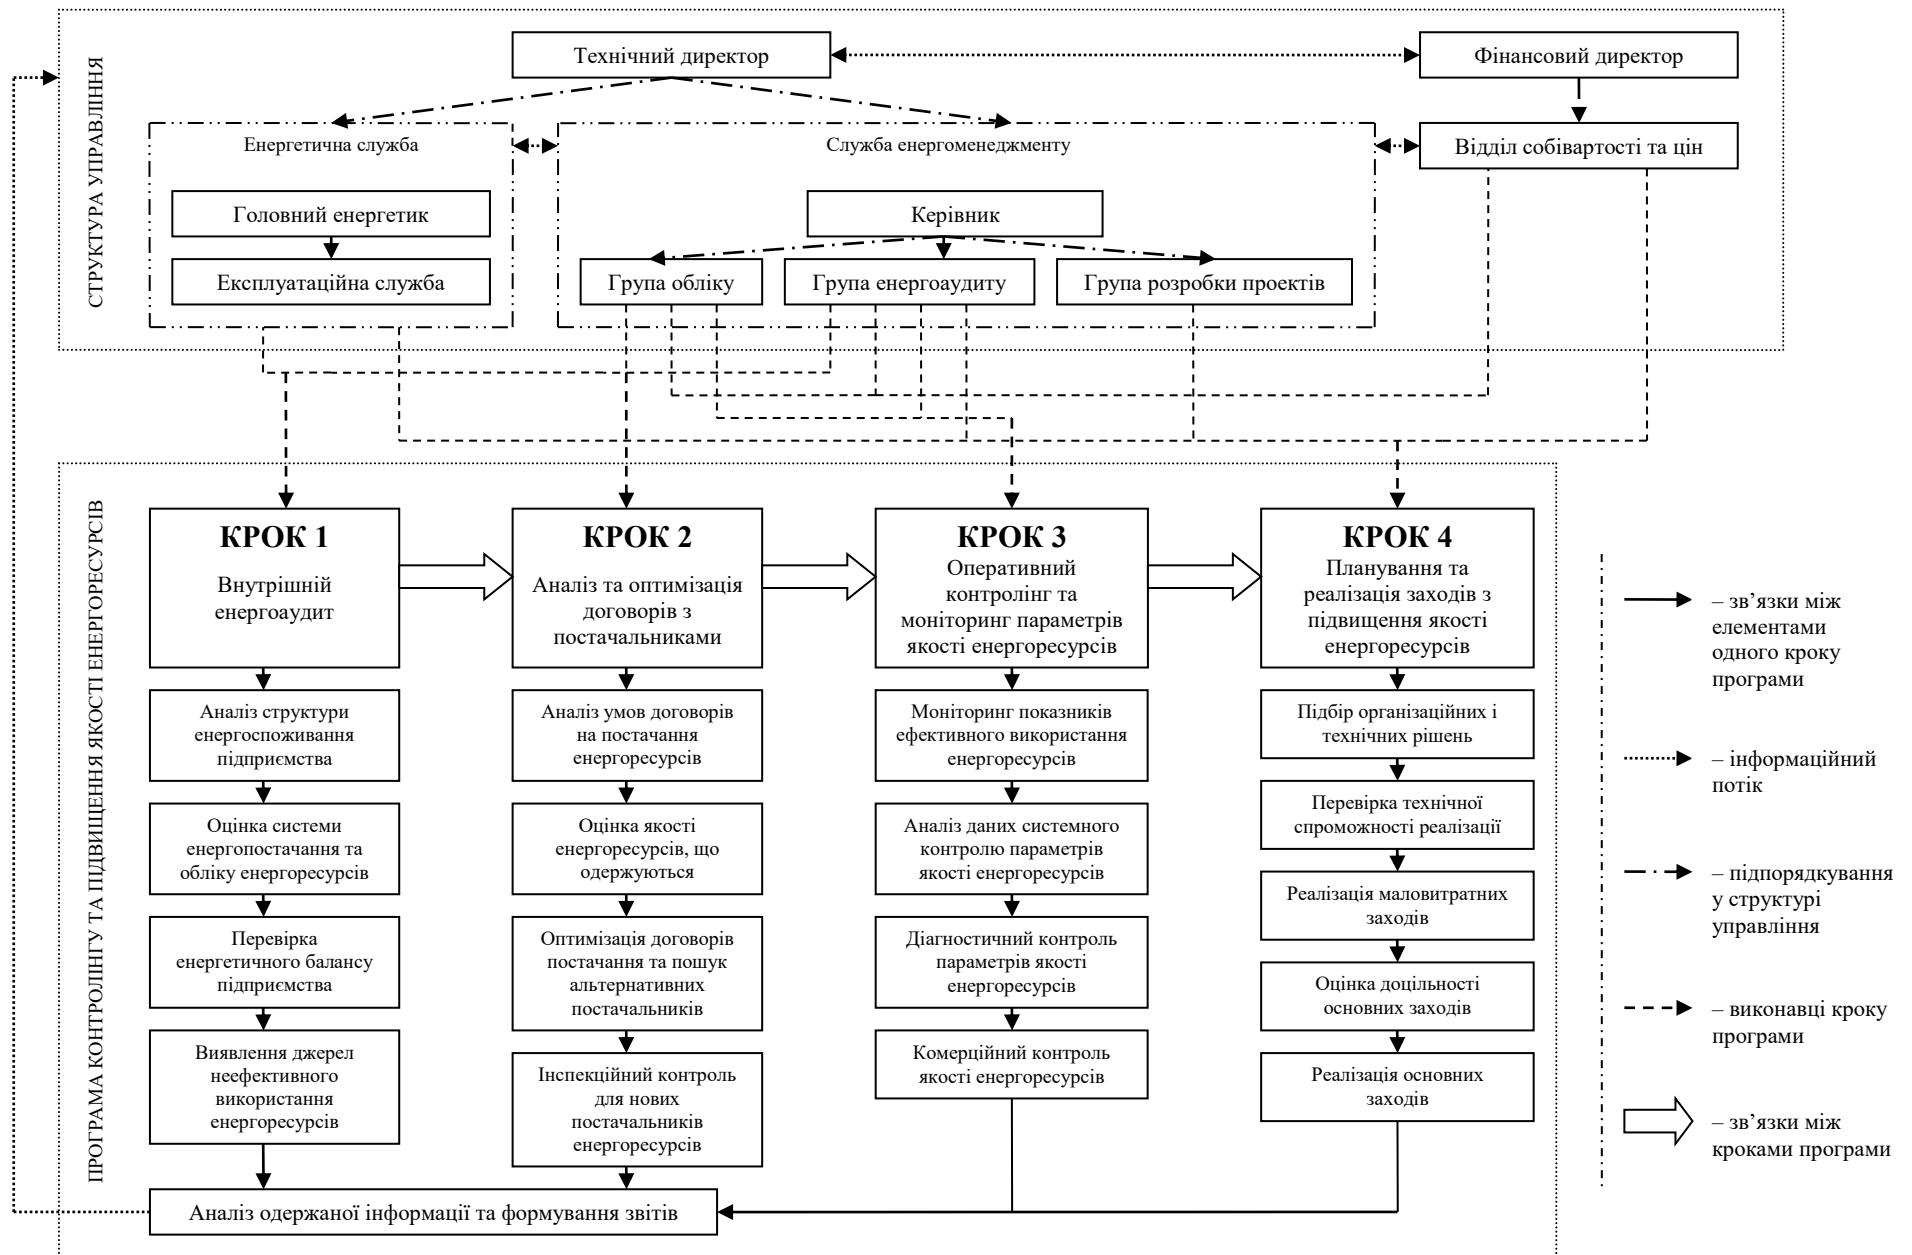 СТРУКТУРА УПРАВЛІННЯ
Технічний директор
Фінансовий директор
Енергетична служба
Служба енергоменеджменту
Відділ собівартості та цін
Головний енергетик
Керівник
Експлуатаційна служба
Група обліку
Група енергоаудиту
Група розробки проектів
ПРОГРАМА КОНТРОЛІНГУ ТА ПІДВИЩЕННЯ ЯКОСТІ ЕНЕРГОРЕСУРСІВ
КРОК 1
Внутрішній
енергоаудит
Аналіз структури
енергоспоживання
підприємства
Оцінка системи
енергопостачання та
обліку енергоресурсів
Перевірка
енергетичного балансу
підприємства
Виявлення джерел
неефективного
використання
енергоресурсів
КРОК 2
Аналіз та оптимізація
договорів з
постачальниками
Аналіз умов договорів
на постачання
енергоресурсів
Оцінка якості
енергоресурсів, що
одержуються
Оптимізація договорів
постачання та пошук
альтернативних
постачальників
Інспекційний контроль
для нових
постачальників
енергоресурсів
КРОК 3
Оперативний
контролінг та
моніторинг параметрів
якості енергоресурсів
Моніторинг показників
ефективного використання
енергоресурсів
Аналіз даних системного
контролю параметрів
якості енергоресурсів
Діагностичний контроль
параметрів якості
енергоресурсів
Комерційний контроль
якості енергоресурсів
КРОК 4
Планування та
реалізація заходів з
підвищення якості
енергоресурсів
Підбір організаційних і
технічних рішень
Перевірка технічної
спроможності реалізації
Реалізація маловитратних
заходів
Оцінка доцільності
основних заходів
Реалізація основних
заходів
Аналіз одержаної інформації та формування звітів
– зв’язки між
елементами
одного кроку
програми
– інформаційний
потік
– підпорядкування
у структурі
управління
– виконавці кроку
програми
– зв’язки між
кроками програми